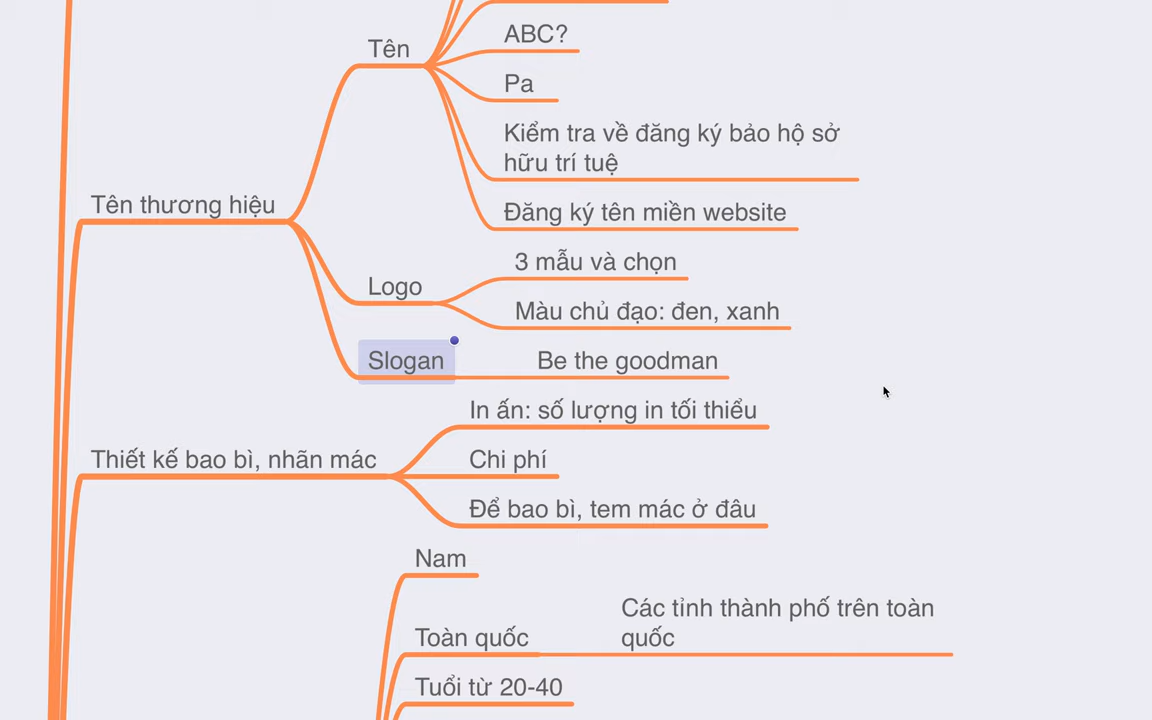 Tên
ABC?
Pa
Kiểm tra về đăng ký bảo hộ sở
hữu trí tuệ
Đăng ký tên miền website
Tên thương hiệu
Logo
3 mẫu và chọn
Màu chủ đạo: đen, xanh
Slogan
Be the goodman
Thiết kế bao bì, nhãn mác
In ấn: số lượng in tối thiểu
Chi phí
Để bao bì, tem mác ở đâu
Nam
Toàn quốc
Các tỉnh thành phố trên toàn
quốc
Tuổi từ 20-40